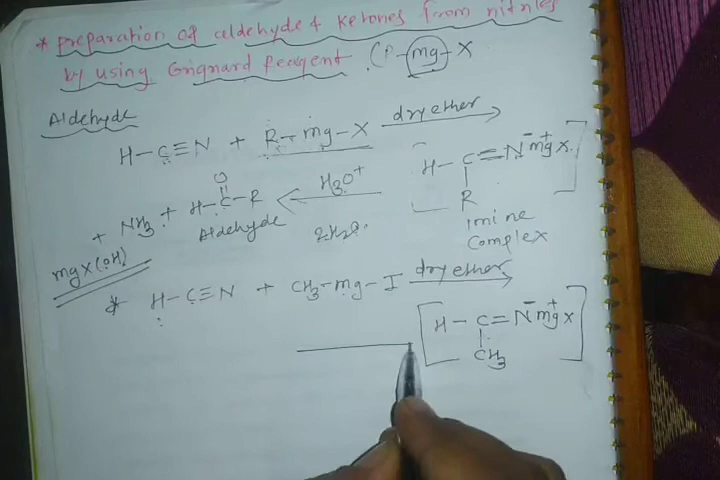 * Preparation of aldehyde & ketones from nitriles
by using Grignard Reagent. (R-mg-X
Aldehyde
H-C≡N + R-mg-X dry ether
H-C=N⁻mg⁺X
R
imine
complex
H₃O⁺
2H₂O
O
H-C-R
Aldehyde
+ NH₃ +
mgX(OH)
* H-C≡N + CH₃-mg-I dry ether
H-C=N⁻mg⁺X
CH₃